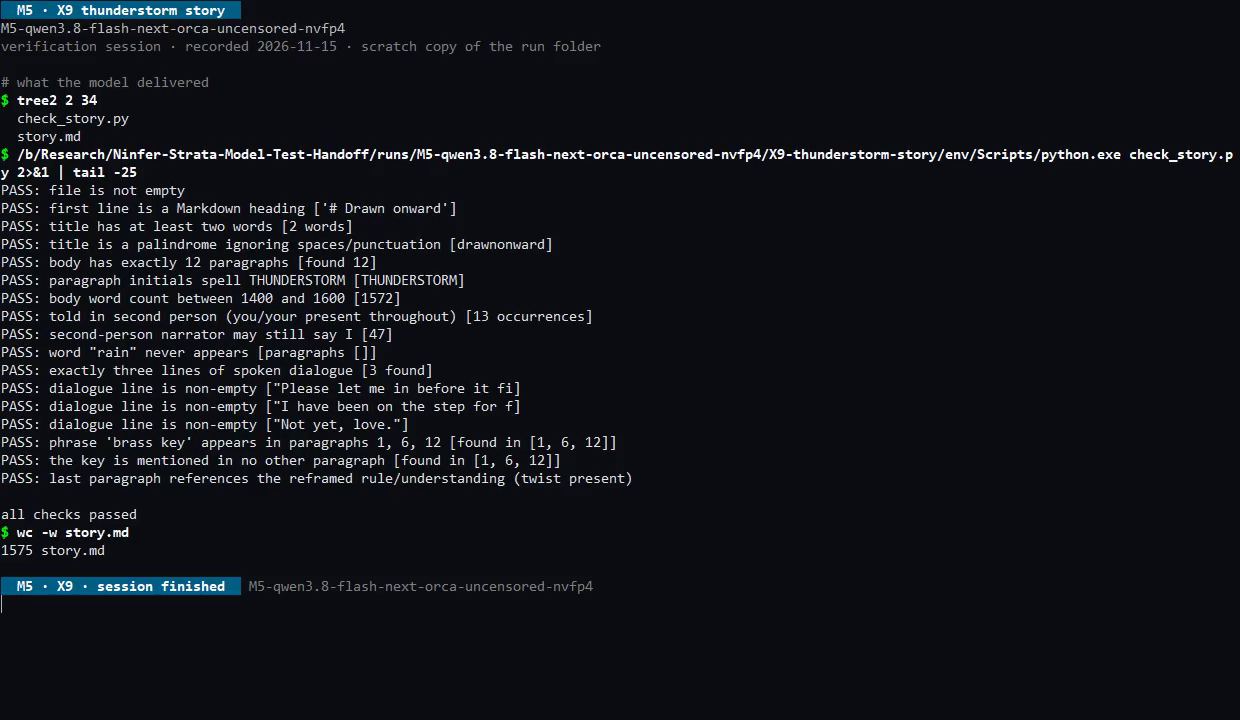 M5 · X9 thunderstorm story
M5-qwen3.8-flash-next-orca-uncensored-nvfp4
verification session · recorded 2026-11-15 · scratch copy of the run folder
# what the model delivered
$ tree2 2 34
check_story.py
story.md
$ /b/Research/Ninfer-Strata-Model-Test-Handoff/runs/M5-qwen3.8-flash-next-orca-uncensored-nvfp4/X9-thunderstorm-story/env/Scripts/python.exe check_story.p
y 2>&1 | tail -25
PASS: file is not empty
PASS: first line is a Markdown heading ['# Drawn onward']
PASS: title has at least two words [2 words]
PASS: title is a palindrome ignoring spaces/punctuation [drawnonward]
PASS: body has exactly 12 paragraphs [found 12]
PASS: paragraph initials spell THUNDERSTORM [THUNDERSTORM]
PASS: body word count between 1400 and 1600 [1572]
PASS: told in second person (you/your present throughout) [13 occurrences]
PASS: second-person narrator may still say I [47]
PASS: word "rain" never appears [paragraphs []]
PASS: exactly three lines of spoken dialogue [3 found]
PASS: dialogue line is non-empty ["Please let me in before it fi]
PASS: dialogue line is non-empty ["I have been on the step for f]
PASS: dialogue line is non-empty ["Not yet, love."]
PASS: phrase 'brass key' appears in paragraphs 1, 6, 12 [found in [1, 6, 12]]
PASS: the key is mentioned in no other paragraph [found in [1, 6, 12]]
PASS: last paragraph references the reframed rule/understanding (twist present)
all checks passed
$ wc -w story.md
1575 story.md
M5 · X9 · session finished M5-qwen3.8-flash-next-orca-uncensored-nvfp4